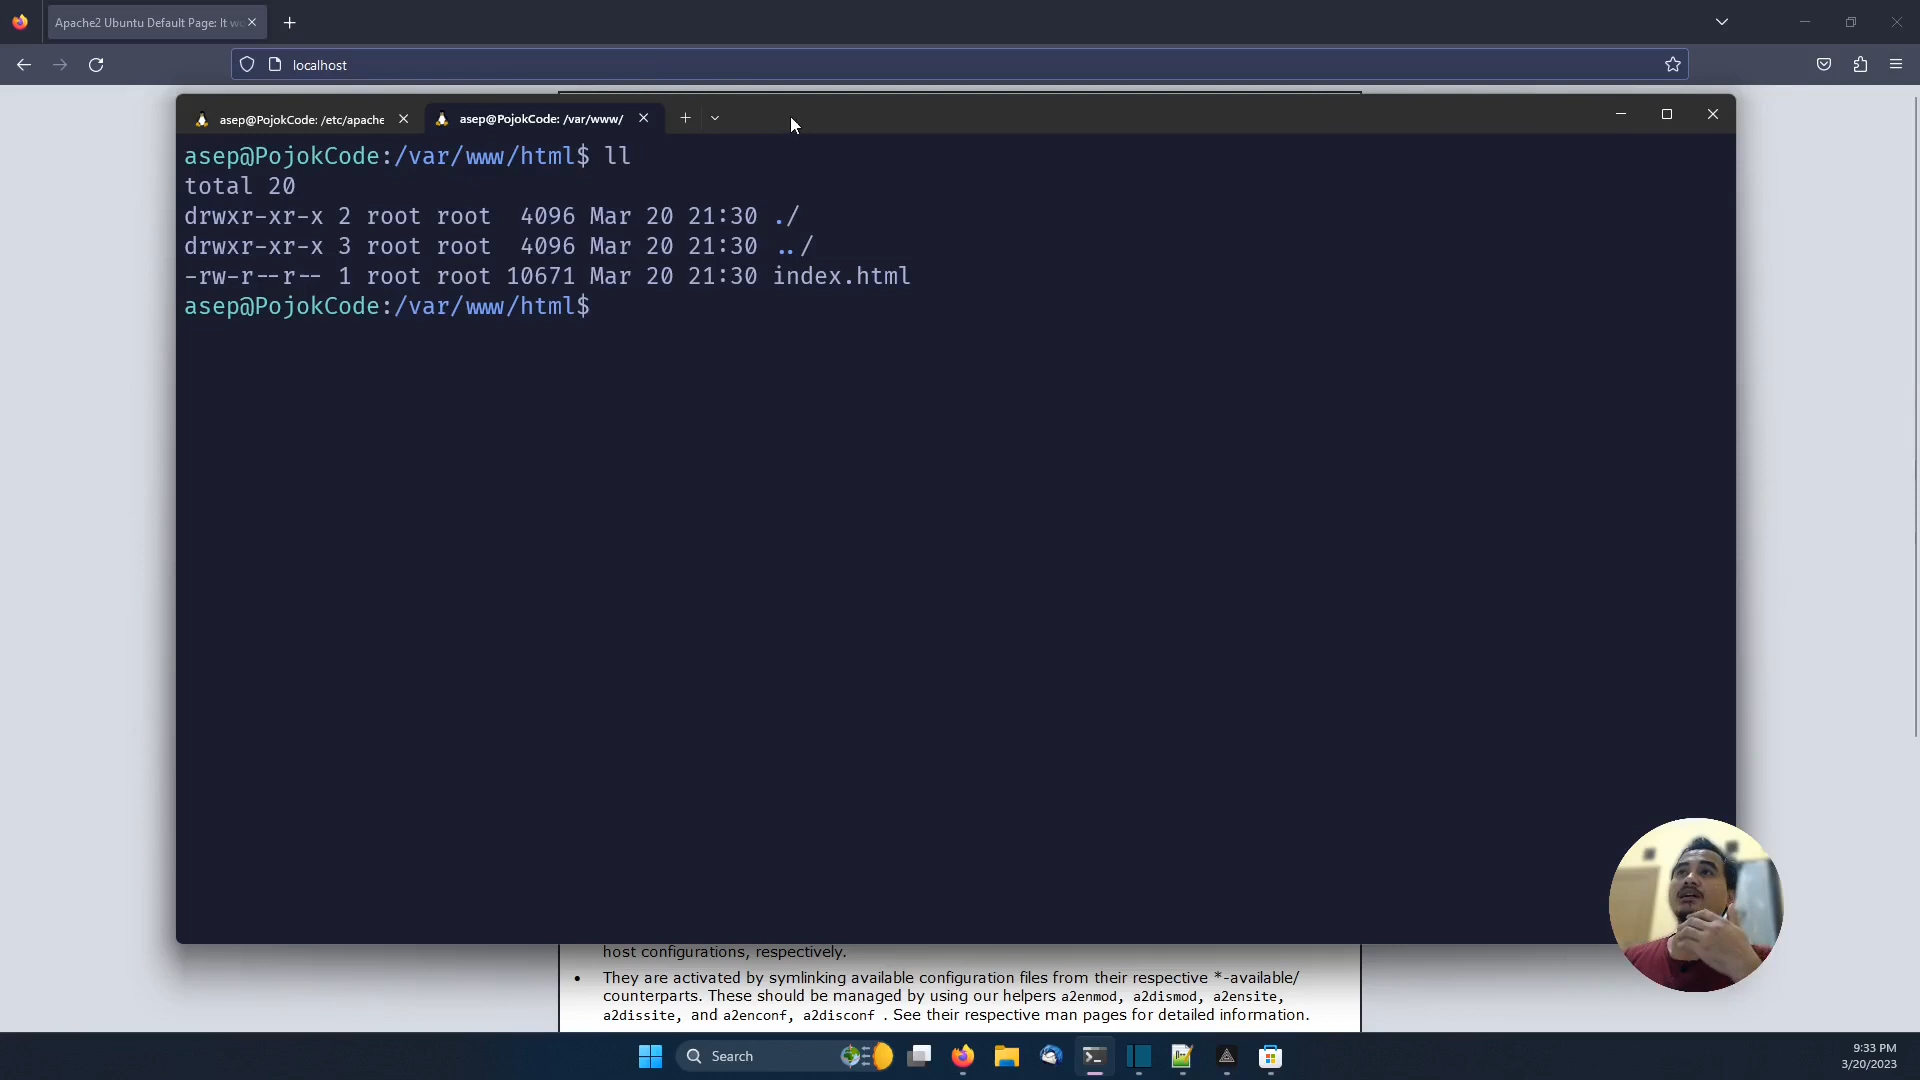 Apache2 Ubuntu Default Page: It wo
localhost
asep@PojokCode: /etc/apache
asep@PojokCode: /var/www/
asep@PojokCode:/var/www/html$ ll
total 20
drwxr-xr-x 2 root root  4096 Mar 20 21:30 ./
drwxr-xr-x 3 root root  4096 Mar 20 21:30 ../
-rw-r--r-- 1 root root 10671 Mar 20 21:30 index.html
asep@PojokCode:/var/www/html$
host configurations, respectively.
• They are activated by symlinking available configuration files from their respective *-available/
counterparts. These should be managed by using our helpers a2enmod, a2dismod, a2ensite,
a2dissite, and a2enconf, a2disconf . See their respective man pages for detailed information.
Search
9:33 PM
3/20/2023